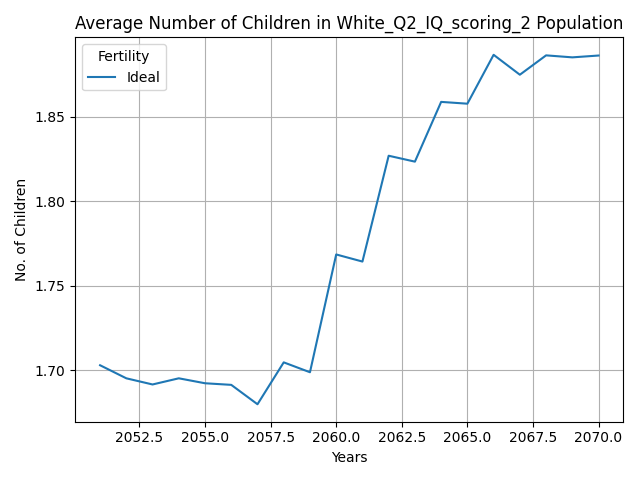 Average Number of Children in White_Q2_IQ_scoring_2 Population
Fertility
Ideal
1.85
1.80
1.75
1.70
No. of Children
2052.5 2055.0 2057.5 2060.0 2062.5 2065.0 2067.5 2070.0
Years